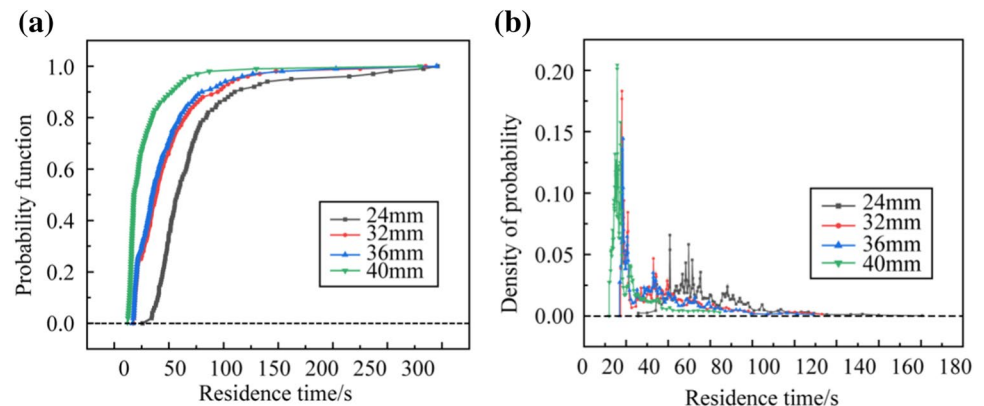 (a)
Probability function
1.0
0.8
0.6
0.4
0.2
0.0
24mm
32mm
36mm
40mm
0 50 100 150 200 250 300
Residence time/s
(b)
Density of probability
0.20
0.15
0.10
0.05
0.00
24mm
32mm
36mm
40mm
0 20 40 60 80 100 120 140 160 180
Residence time/s